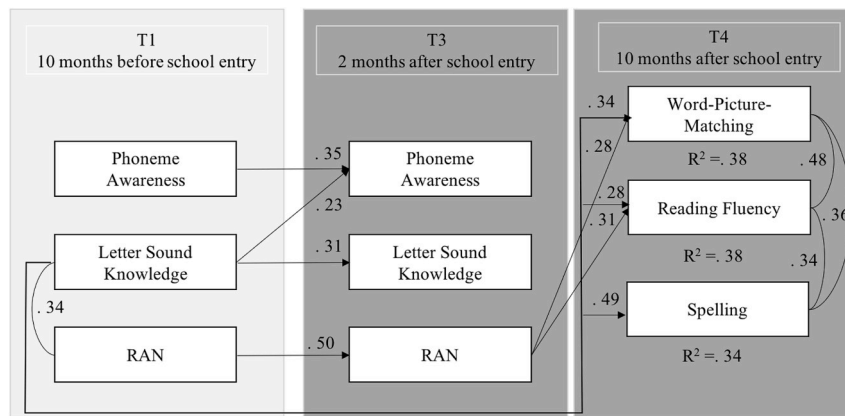 T1
10 months before school entry
T3
2 months after school entry
T4
10 months after school entry
Phoneme
Awareness
Letter Sound
Knowledge
RAN
. 34
. 35
. 23
. 31
. 50
Phoneme
Awareness
Letter Sound
Knowledge
RAN
. 34
. 28
. 28
. 31
. 49
Word-Picture-
Matching
R² =. 38
Reading Fluency
R² =. 38
Spelling
R² =. 34
. 48
. 36
. 34